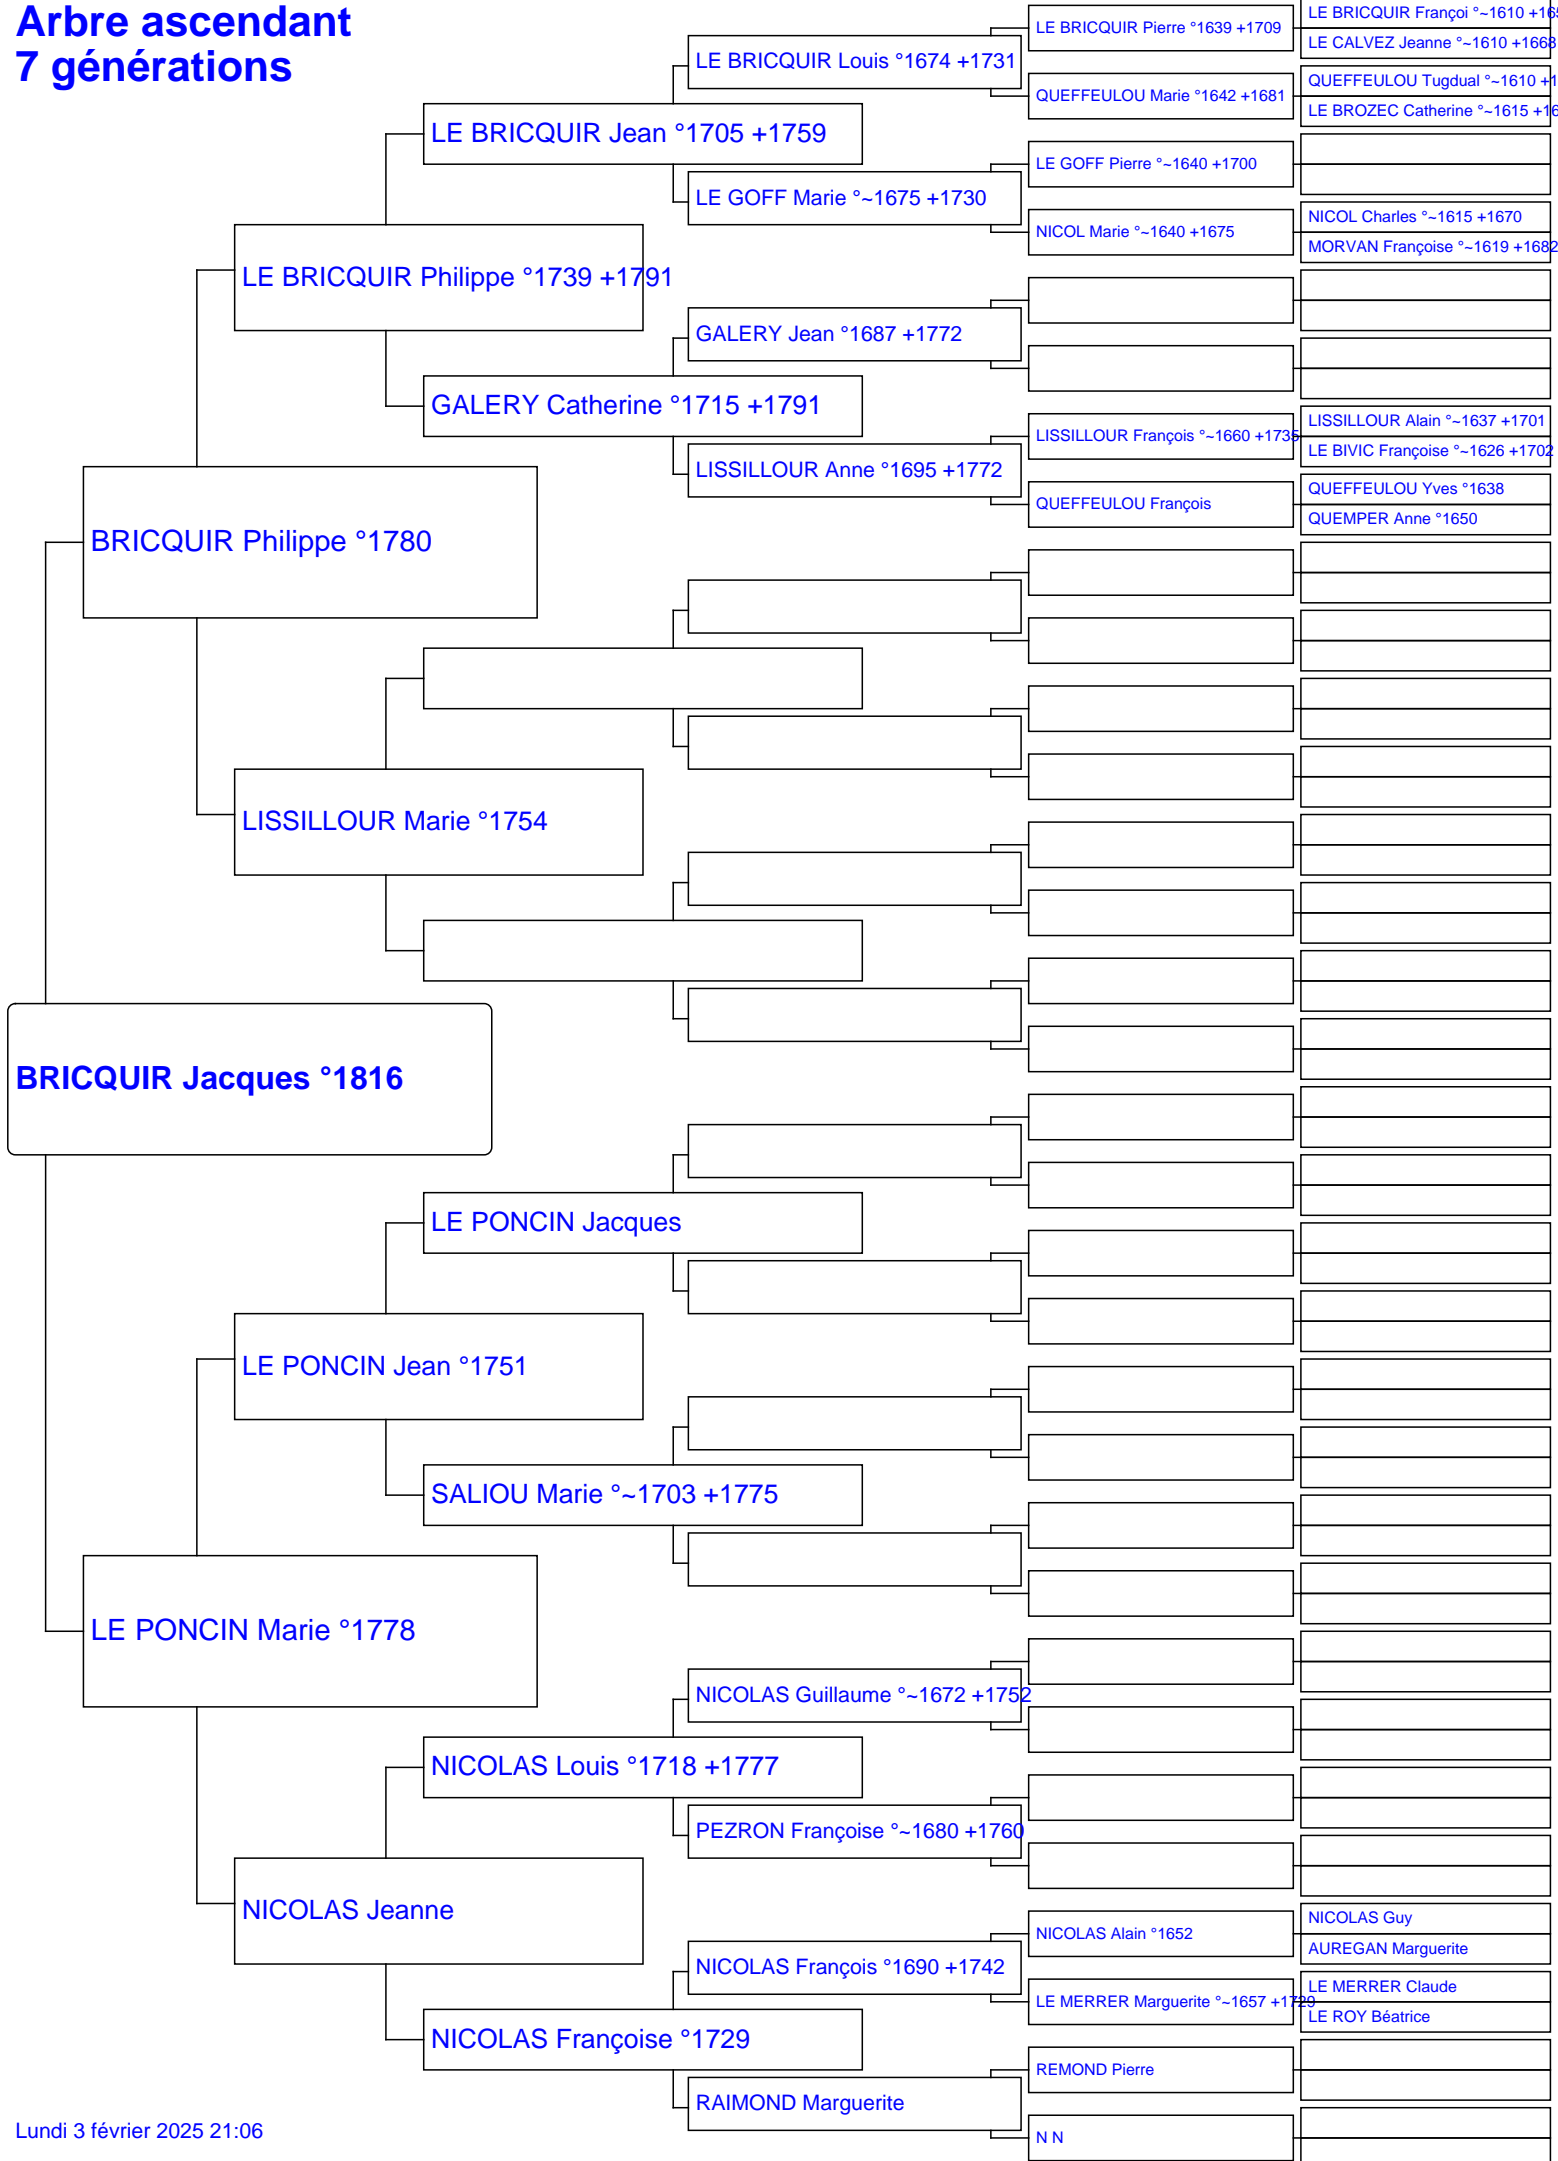 Arbre ascendant
7 générations
LE BRICQUIR Françoi °~1610
LE BRICQUIR Pierre °1639 +1709
LE CALVEZ Jeanne °~1610 +1668
LE BRICQUIR Louis °1674 +1731
QUEFFEULOU Tugdual °~1610
QUEFFEULOU Marie °1642 +1681
LE BROZEC Catherine °~1615
LE BRICQUIR Jean °1705 +1759
LE GOFF Pierre °~1640 +1700
LE GOFF Marie °~1675 +1730
NICOL Charles °~1615 +1670
NICOL Marie °~1640 +1675
MORVAN Françoise °~1619 +1682
LE BRICQUIR Philippe °1739 +1791
GALERY Jean °1687 +1772
GALERY Catherine °1715 +1791
LISSILLOUR Alain °~1637 +1701
LISSILLOUR François °~1660 +1735
LE BIVIC Françoise °~1626 +1702
LISSILLOUR Anne °1695 +1772
QUEFFEULOU Yves °1638
QUEFFEULOU François
QUEMPER Anne °1650
BRICQUIR Philippe °1780
LISSILLOUR Marie °1754
BRICQUIR Jacques °1816
LE PONCIN Jacques
LE PONCIN Jean °1751
SALIOU Marie °~1703 +1775
LE PONCIN Marie °1778
NICOLAS Guillaume °~1672 +1752
NICOLAS Louis °1718 +1777
PEZRON Françoise °~1680 +1760
NICOLAS Jeanne
NICOLAS Guy
NICOLAS Alain °1652
AUREGAN Marguerite
NICOLAS François °1690 +1742
LE MERRER Claude
LE MERRER Marguerite °~1657 +1729
LE ROY Béatrice
NICOLAS Françoise °1729
REMOND Pierre
RAIMOND Marguerite
N N
Lundi 3 février 2025 21:06